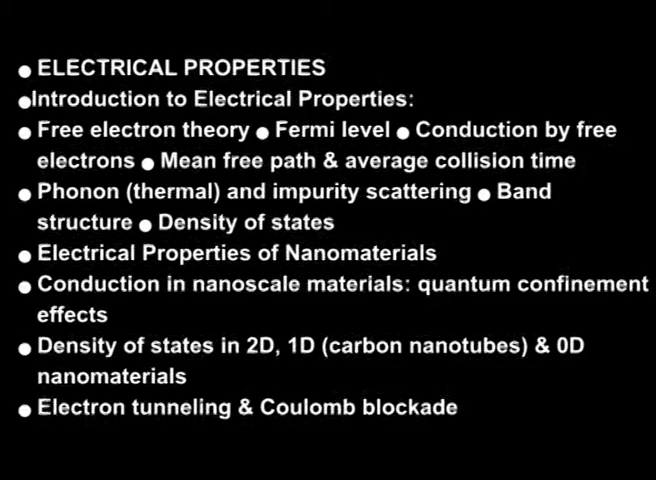 ● ELECTRICAL PROPERTIES
●Introduction to Electrical Properties:
● Free electron theory ● Fermi level ● Conduction by free
electrons ● Mean free path & average collision time
● Phonon (thermal) and impurity scattering ● Band
structure ● Density of states
● Electrical Properties of Nanomaterials
● Conduction in nanoscale materials: quantum confinement
effects
● Density of states in 2D, 1D (carbon nanotubes) & 0D
nanomaterials
● Electron tunneling & Coulomb blockade